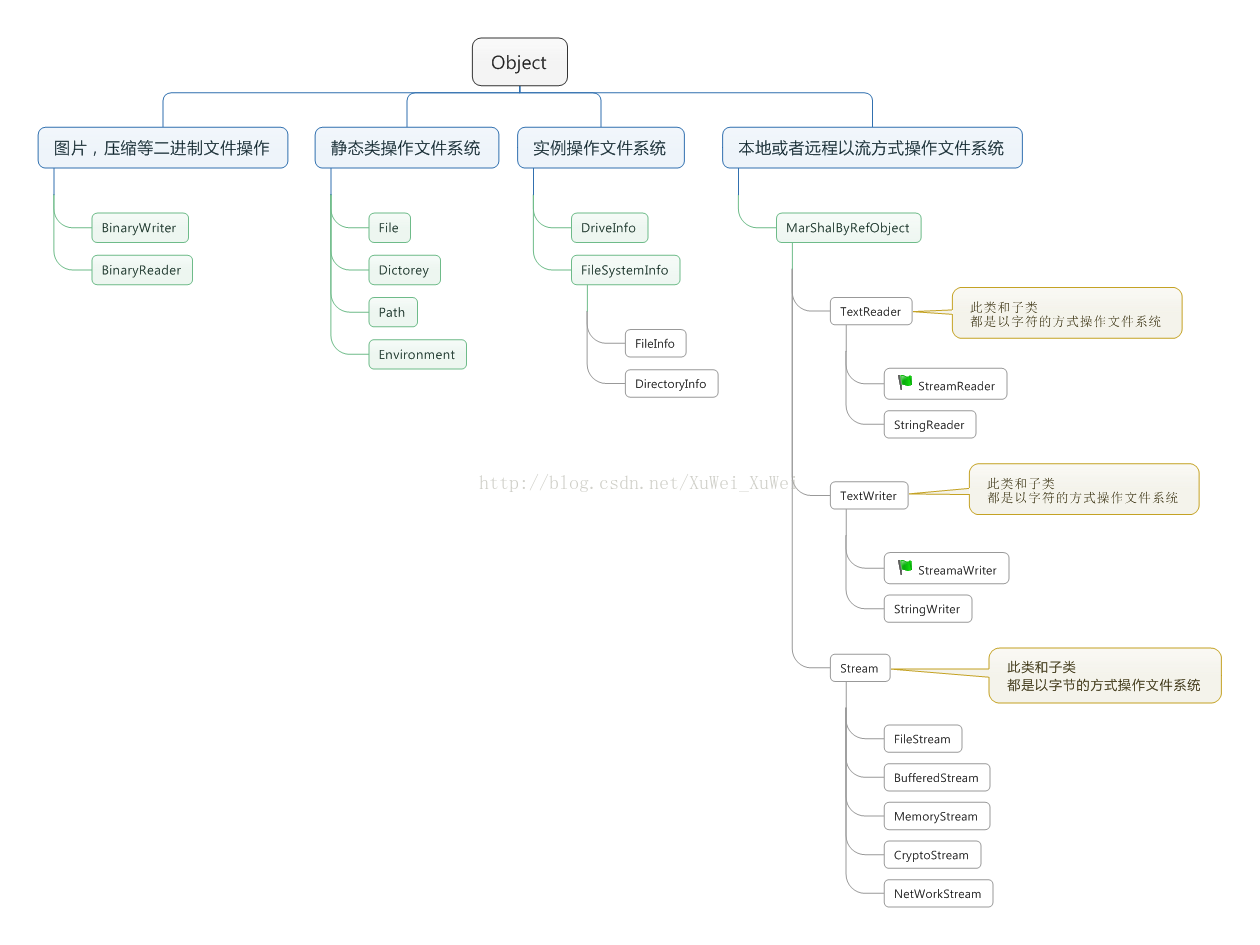 Object
图片，压缩等二进制文件操作
BinaryWriter
BinaryReader
静态类操作文件系统
File
Dictorey
Path
Environment
实例操作文件系统
DriveInfo
FileSystemInfo
FileInfo
DirectoryInfo
本地或者远程以流方式操作文件系统
MarShalByRefObject
TextReader
此类和子类
都是以字符的方式操作文件系统
StreamReader
StringReader
http://blog.csdn.net/XuWei_XuWei
TextWriter
此类和子类
都是以字符的方式操作文件系统
StreamaWriter
StringWriter
Stream
此类和子类
都是以字节的方式操作文件系统
FileStream
BufferedStream
MemoryStream
CryptoStream
NetWorkStream